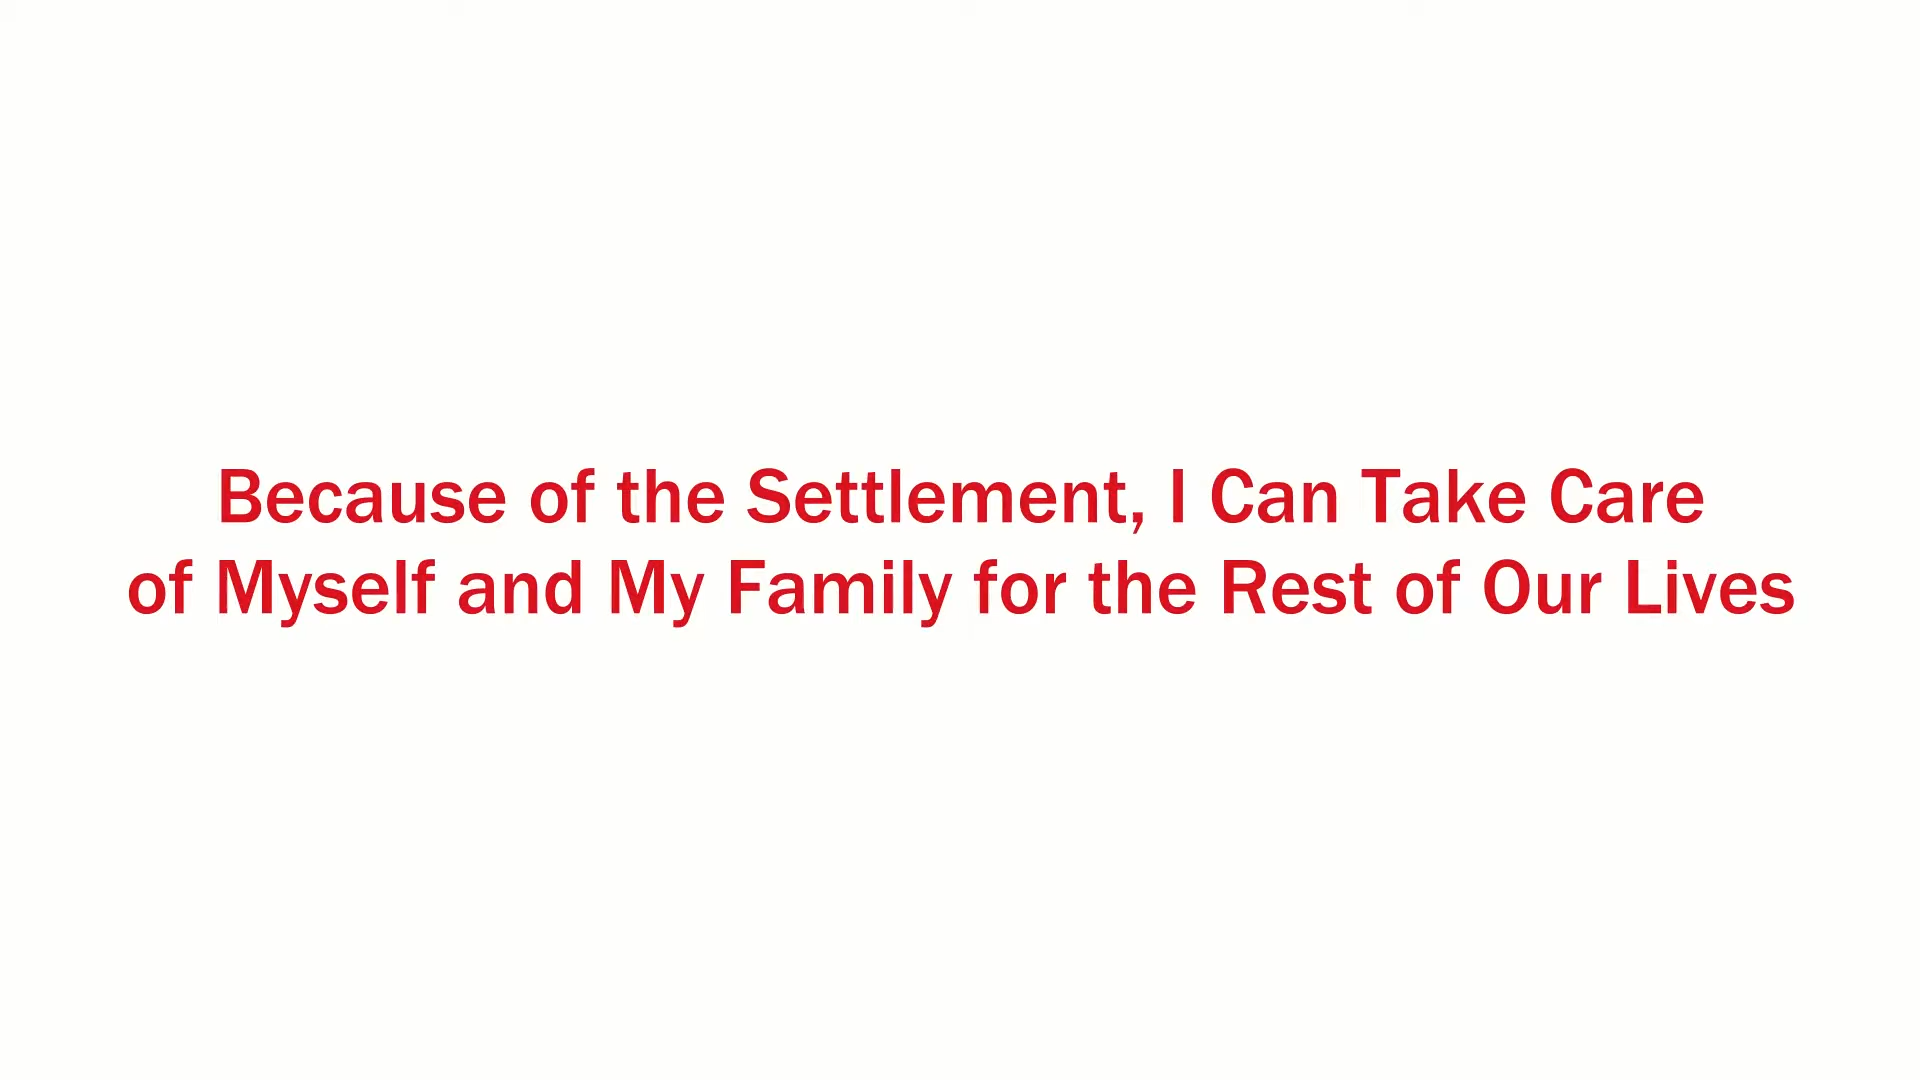 Because of the Settlement, I Can Take Care
of Myself and My Family for the Rest of Our Lives